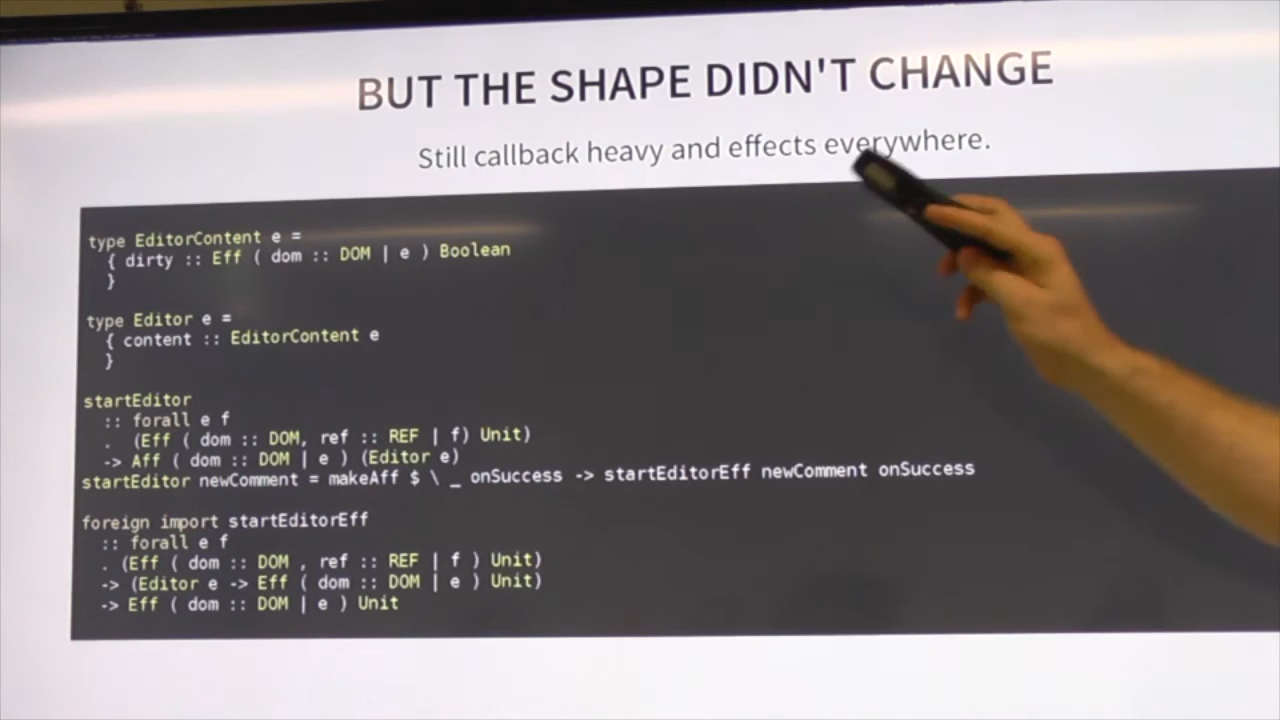 BUT THE SHAPE DIDN'T CHANGE
Still callback heavy and effects everywhere.
type EditorContent e =
{ dirty :: Eff ( dom :: DOM | e ) Boolean
}
type Editor e =
{ content :: EditorContent e
}
startEditor
:: forall e f
. (Eff ( dom :: DOM, ref :: REF | f) Unit)
-> Aff ( dom :: DOM | e ) (Editor e)
startEditor newComment = makeAff $ \ _ onSuccess -> startEditorEff newComment onSuccess
foreign import startEditorEff
:: forall e f
. (Eff ( dom :: DOM , ref :: REF | f ) Unit)
-> (Editor e -> Eff ( dom :: DOM | e ) Unit)
-> Eff ( dom :: DOM | e ) Unit